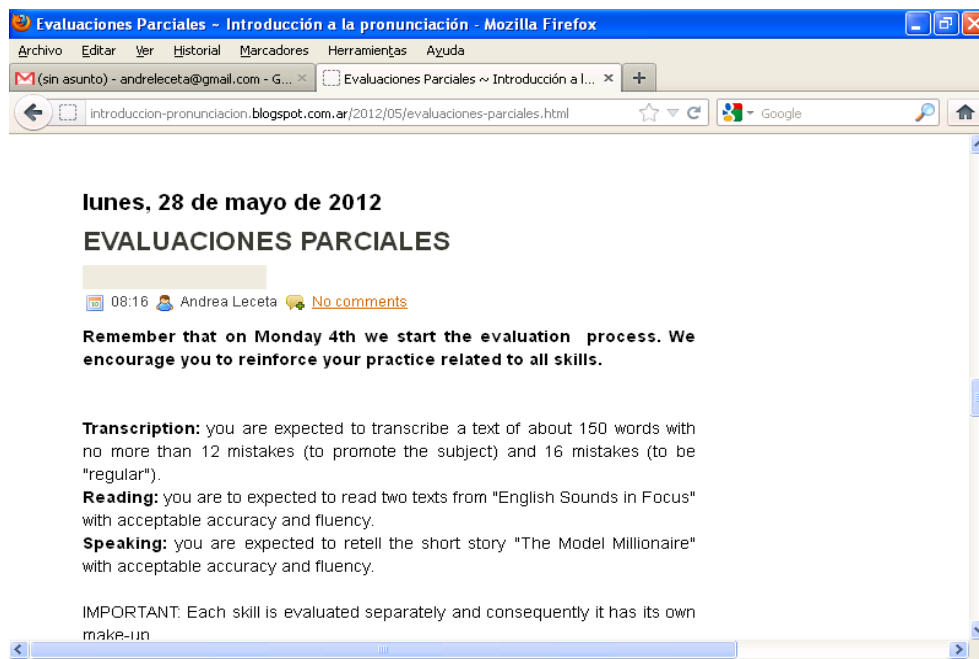 Evaluaciones Parciales ~ Introducción a la pronunciación - Mozilla Firefox
Archivo Editar Ver Historial Marcadores Herramientas Ayuda
(sin asunto) - andreleceta@gmail.com - G... Evaluaciones Parciales ~ Introducción a l...
introduccion-pronunciacion.blogspot.com.ar/2012/05/evaluaciones-parciales.html Google
lunes, 28 de mayo de 2012
EVALUACIONES PARCIALES
08:16 Andrea Leceta No comments
Remember that on Monday 4th we start the evaluation process. We
encourage you to reinforce your practice related to all skills.
Transcription: you are expected to transcribe a text of about 150 words with
no more than 12 mistakes (to promote the subject) and 16 mistakes (to be
"regular").
Reading: you are to expected to read two texts from "English Sounds in Focus"
with acceptable accuracy and fluency.
Speaking: you are expected to retell the short story "The Model Millionaire"
with acceptable accuracy and fluency.
IMPORTANT: Each skill is evaluated separately and consequently it has its own
make-up